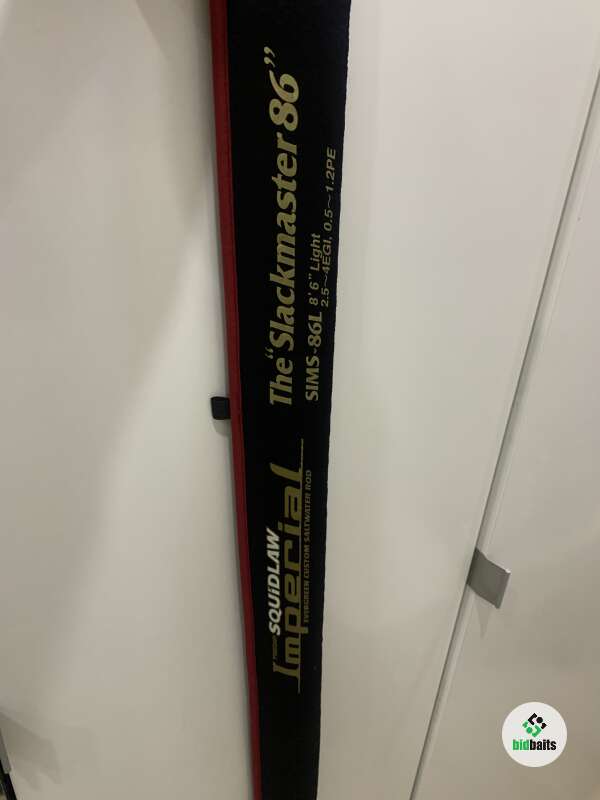 SQUiDLAW
Imperial
EVERGREEN CUSTOM SALTWATER ROD
The "Slackmaster 86"
SIMS-86L 8'6" Light
2.5~4EGI, 0.5~1.2PE
bidbaits